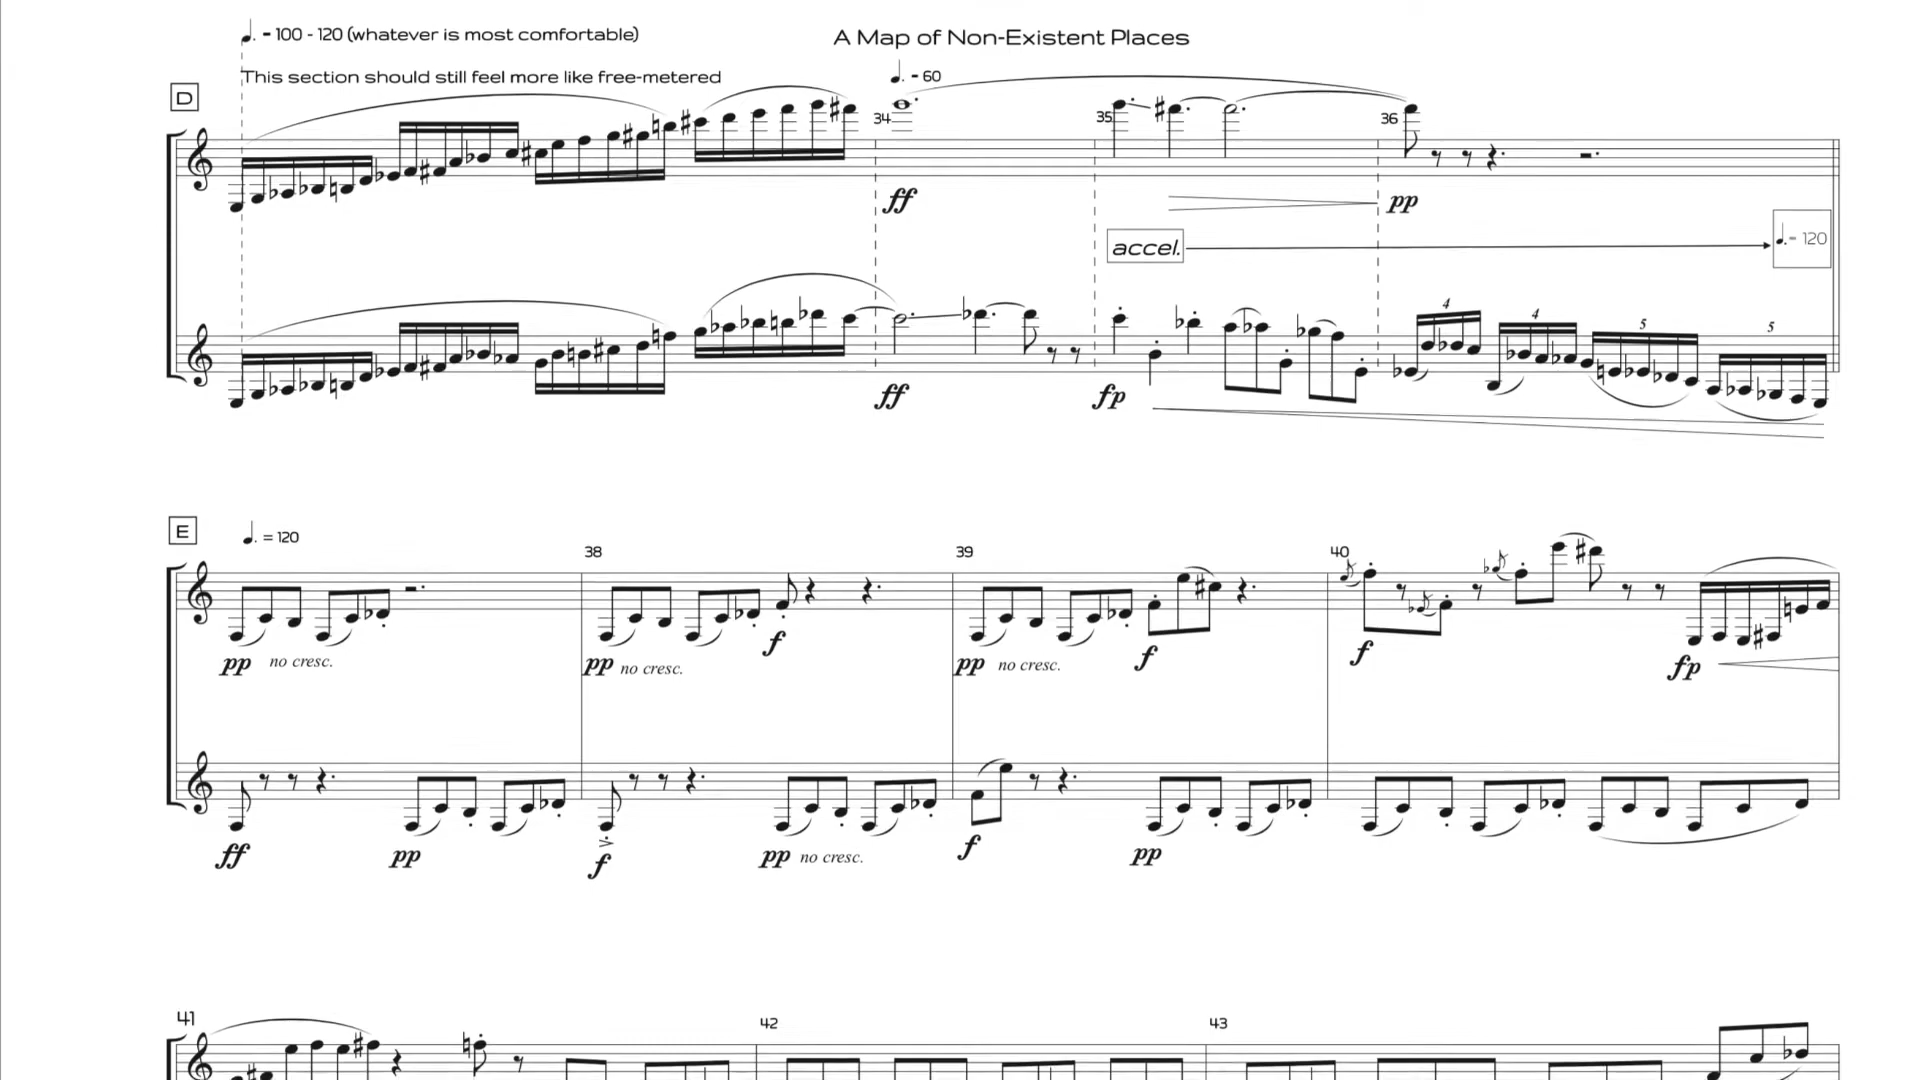 ♩. = 100 - 120 (whatever is most comfortable)
A Map of Non-Existent Places
This section should still feel more like free-metered
♩. = 60
D
34
35
36
ff
pp
accel.
♩. = 120
4
4
5
5
ff
fp
E
♩. = 120
38
39
40
pp no cresc.
pp no cresc.
f
pp no cresc.
f
f
fp
ff
pp
f
pp no cresc.
f
pp
41
42
43